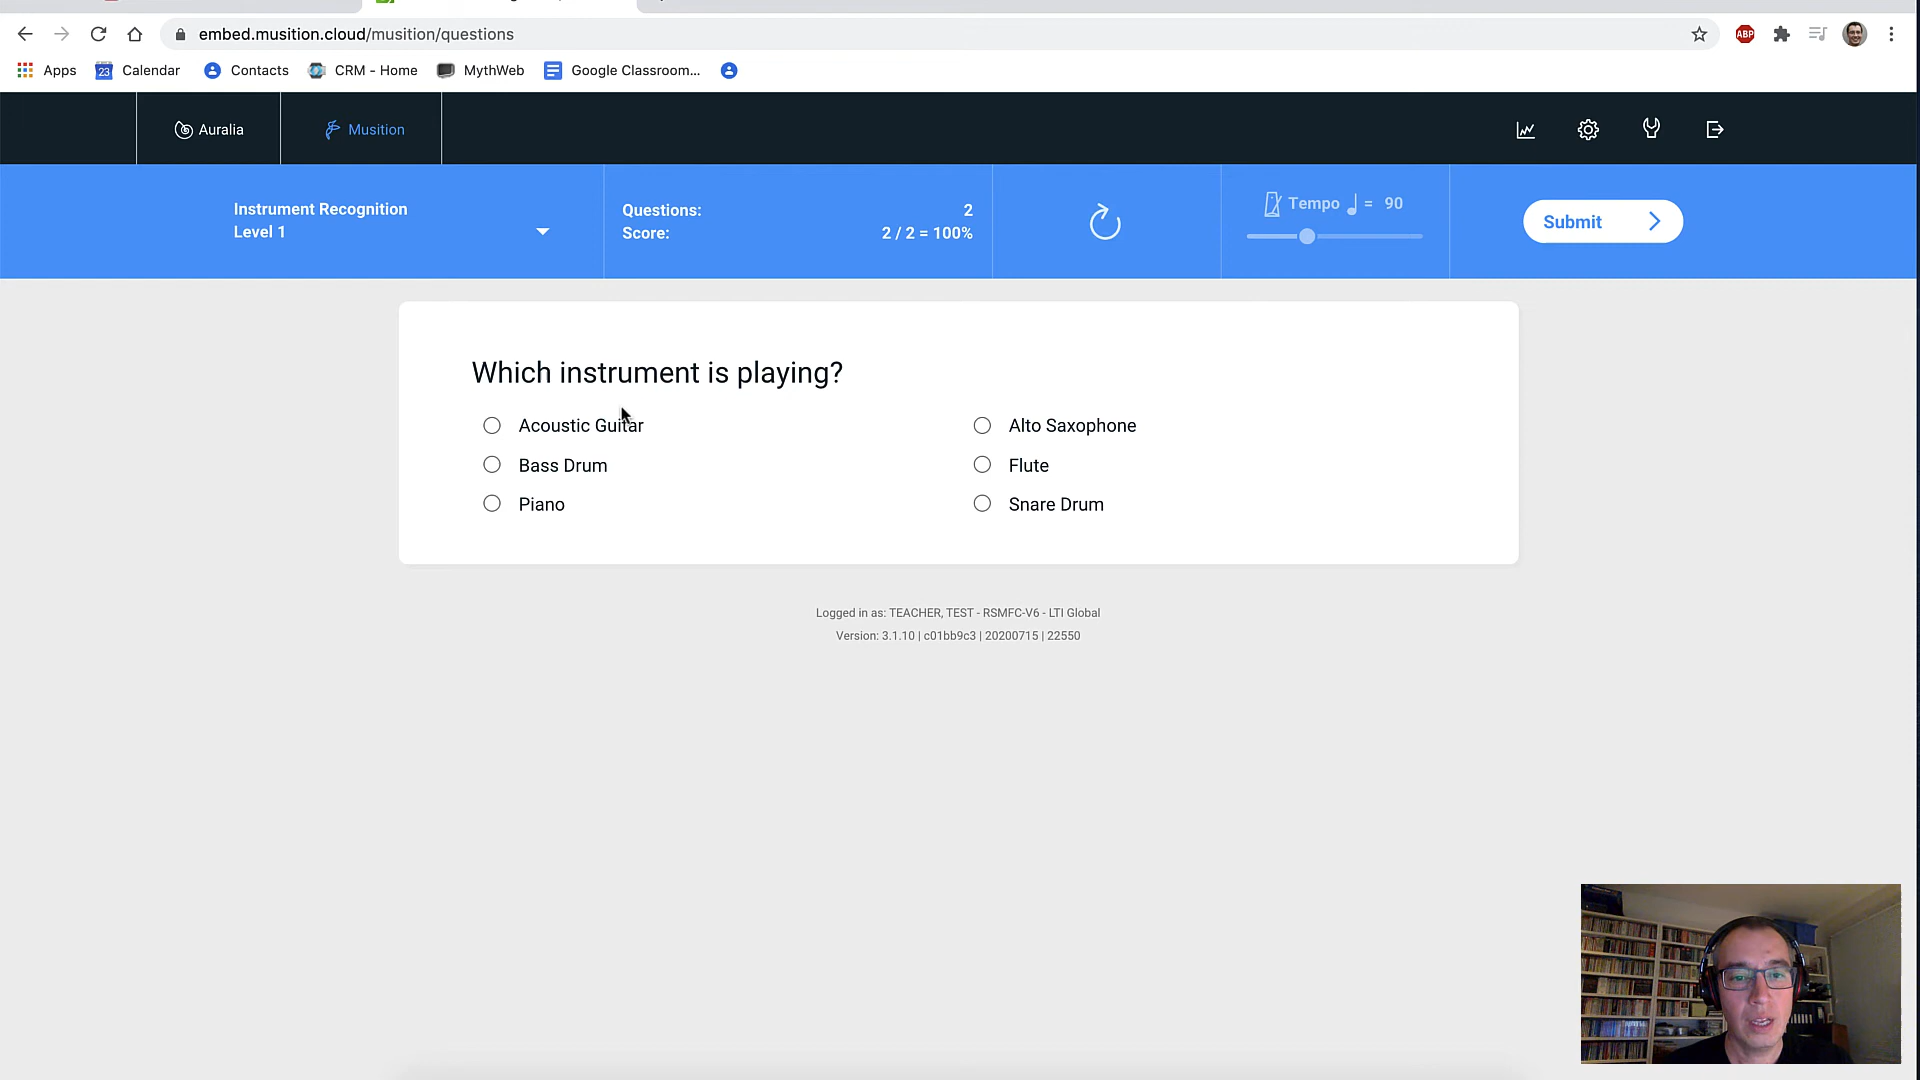 embed.musition.cloud/musition/questions
ABP
Apps
23 Calendar
Contacts
CRM - Home
MythWeb
Google Classroom...
Auralia
Musition
Instrument Recognition
Level 1
Questions: 2
Score: 2 / 2 = 100%
Tempo ♩ = 90
Submit
Which instrument is playing?
Acoustic Guitar
Alto Saxophone
Bass Drum
Flute
Piano
Snare Drum
Logged in as: TEACHER, TEST - RSMFC-V6 - LTI Global
Version: 3.1.10 | c01bb9c3 | 20200715 | 22550